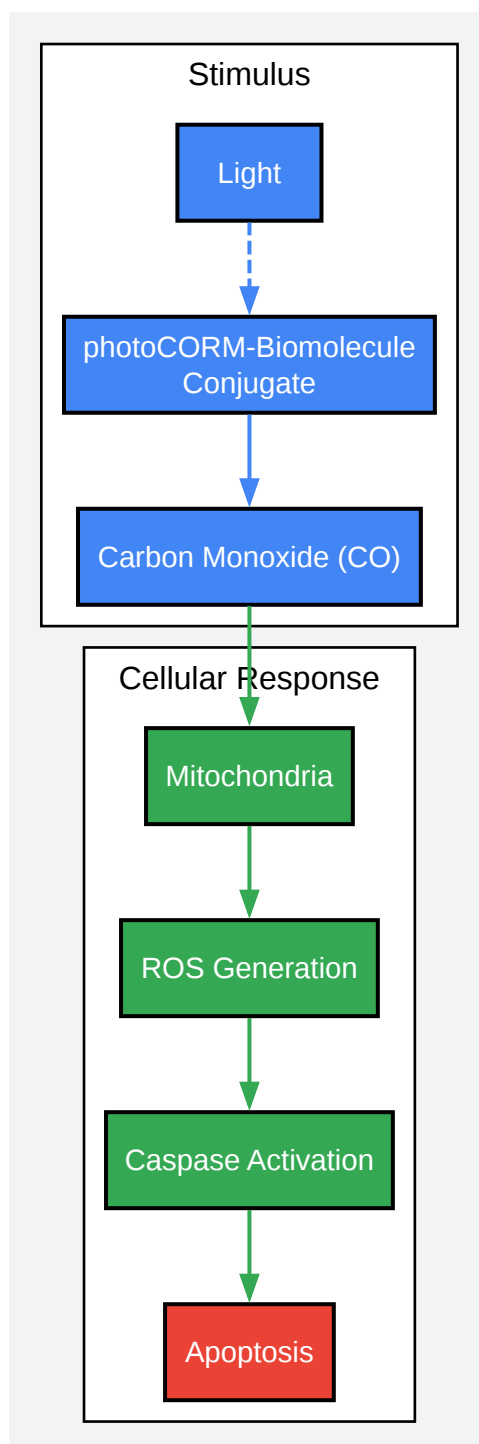 Stimulus
Light
photoCORM-Biomolecule
Conjugate
Carbon Monoxide (CO)
Cellular Response
Mitochondria
ROS Generation
Caspase Activation
Apoptosis